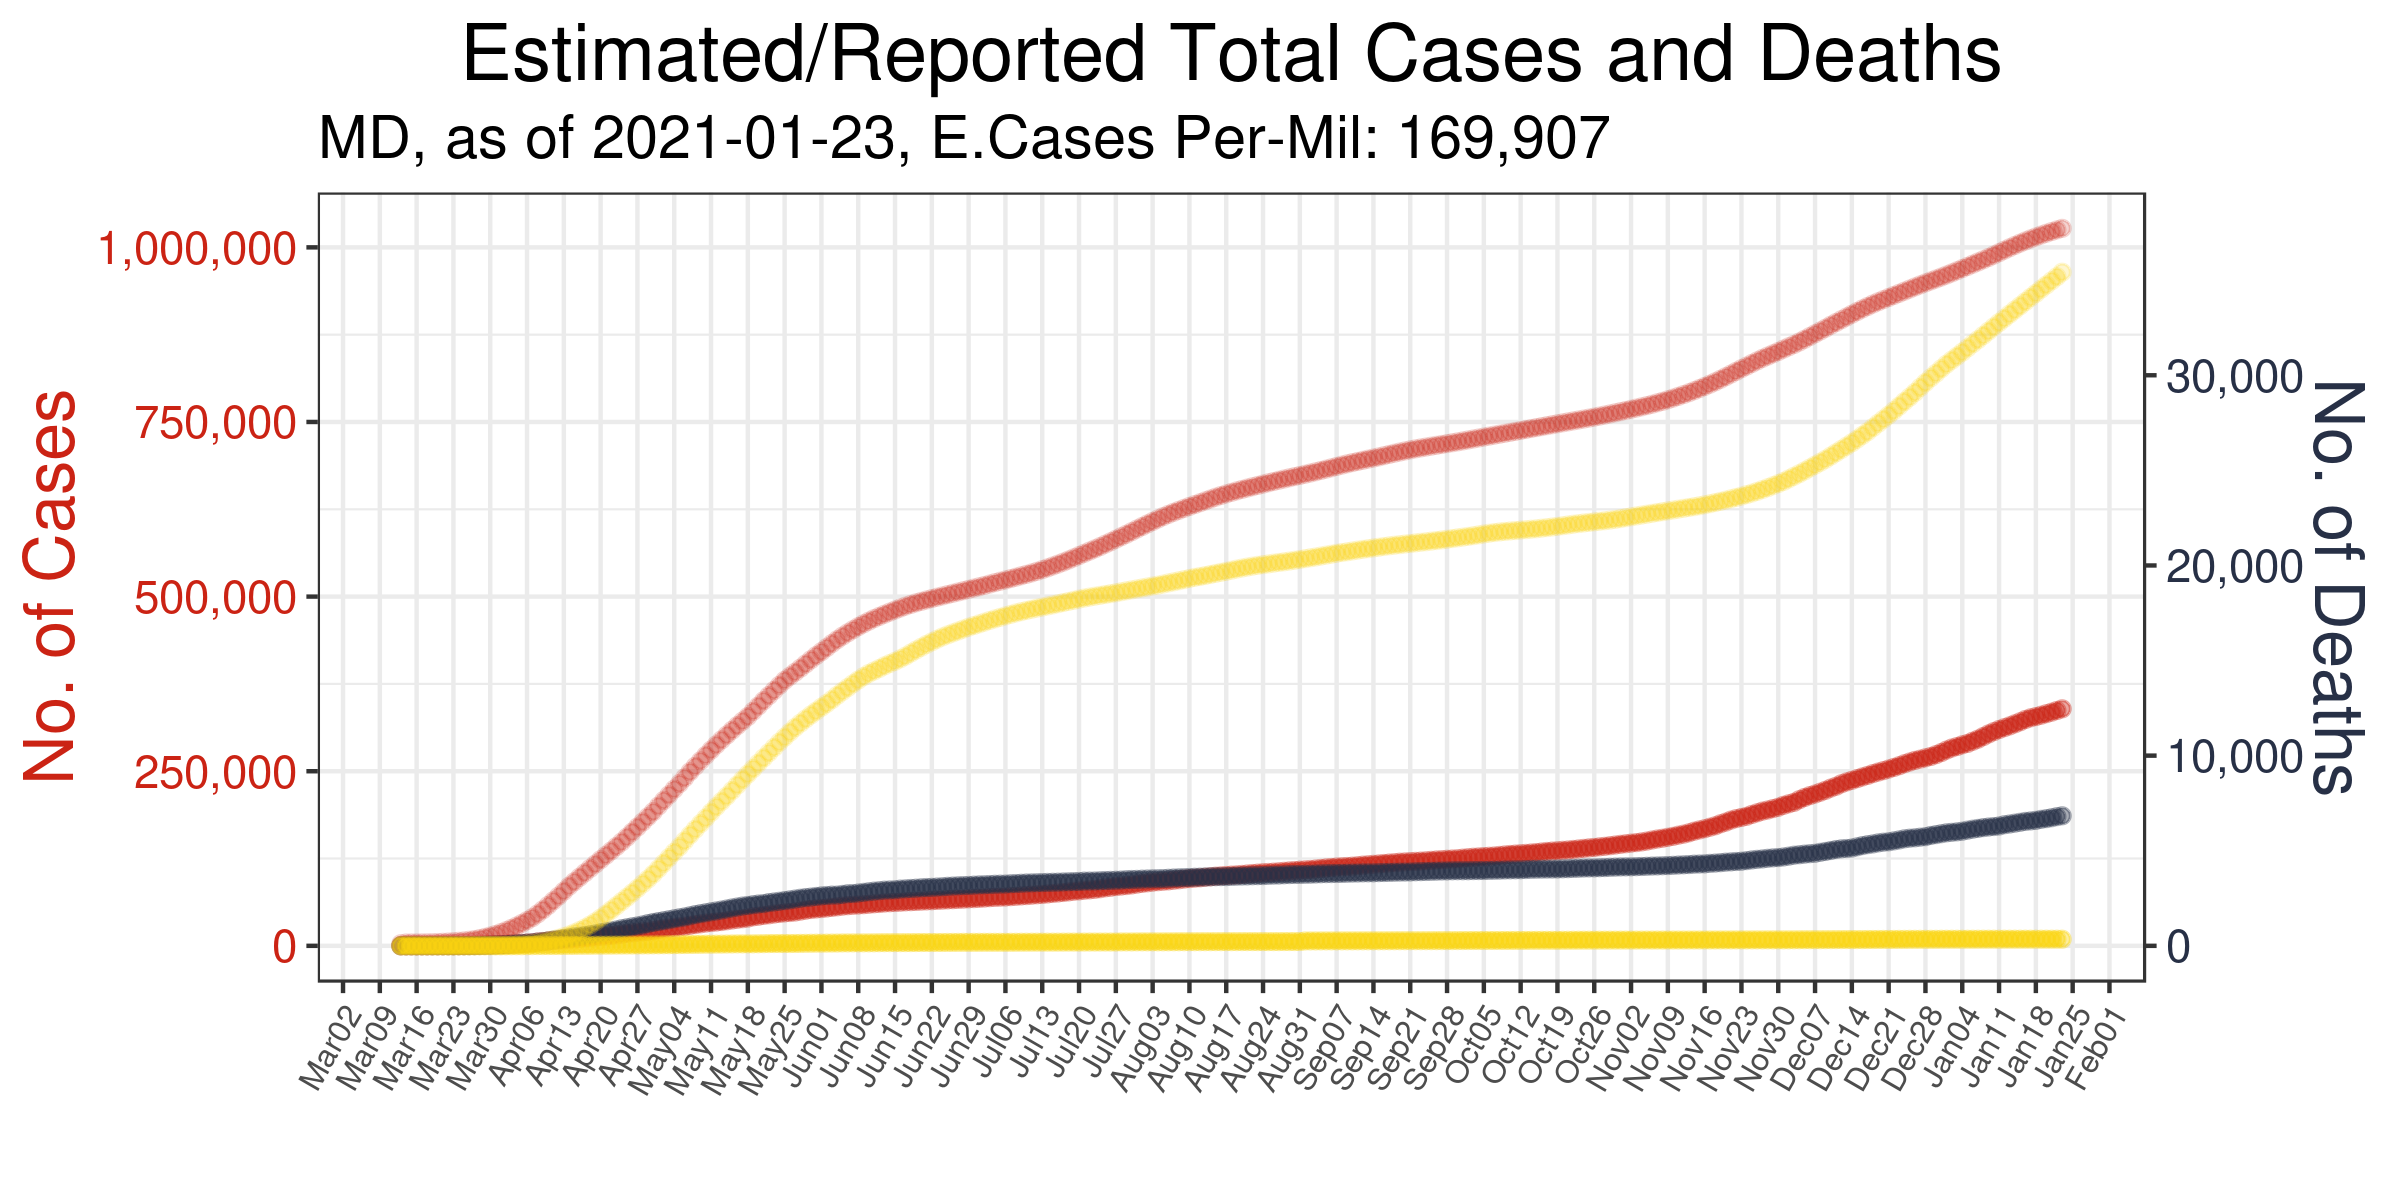 Estimated/Reported Total Cases and Deaths
MD, as of 2021-01-23, E.Cases Per-Mil: 169,907
No. of Cases
1,000,000
750,000
500,000
250,000
0
30,000
20,000
10,000
0
No. of Deaths
Mar02
Mar09
Mar16
Mar23
Mar30
Apr06
Apr13
Apr20
Apr27
May04
May11
May18
May25
Jun01
Jun08
Jun15
Jun22
Jun29
Jul06
Jul13
Jul20
Jul27
Aug03
Aug10
Aug17
Aug24
Aug31
Sep07
Sep14
Sep21
Sep28
Oct05
Oct12
Oct19
Oct26
Nov02
Nov09
Nov16
Nov23
Nov30
Dec07
Dec14
Dec21
Dec28
Jan04
Jan11
Jan18
Jan25
Feb01